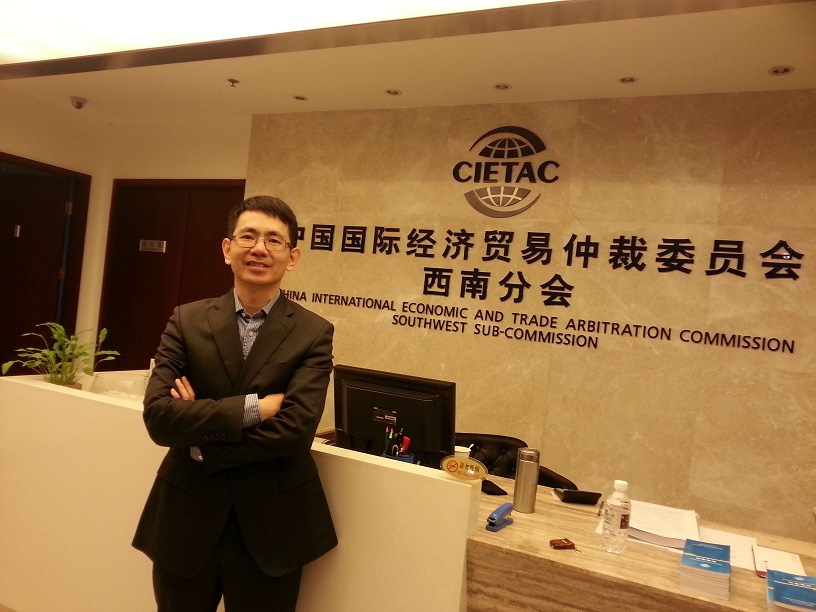 CIETAC
中国国际经济贸易仲裁委员会
西南分会
CHINA INTERNATIONAL ECONOMIC AND TRADE ARBITRATION COMMISSION
SOUTHWEST SUB-COMMISSION